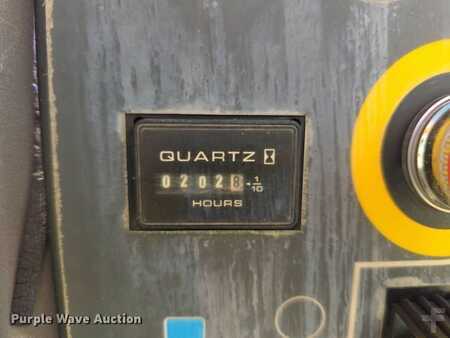 QUARTZ
02028 1/10
HOURS
Purple Wave Auction